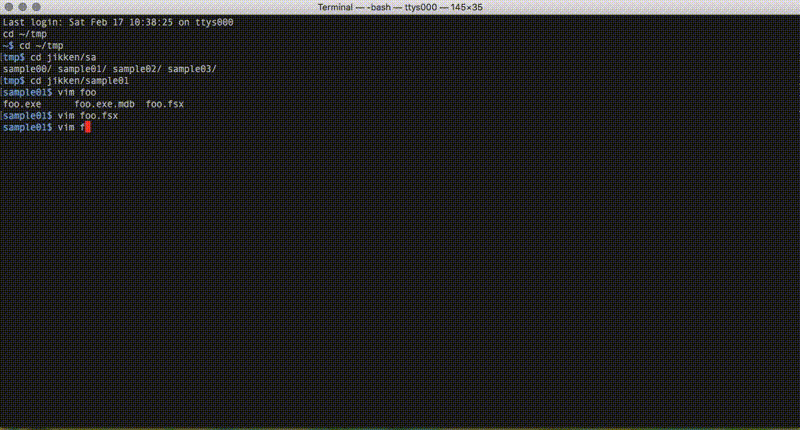 Terminal — -bash — ttys000 — 145×35
Last login: Sat Feb 17 10:38:25 on ttys000
cd ~/tmp
~$ cd ~/tmp
[tmp$ cd jikken/sa
sample00/ sample01/ sample02/ sample03/
[tmp$ cd jikken/sample01
[sample01$ vim foo
foo.exe      foo.exe.mdb  foo.fsx
[sample01$ vim foo.fsx
sample01$ vim f